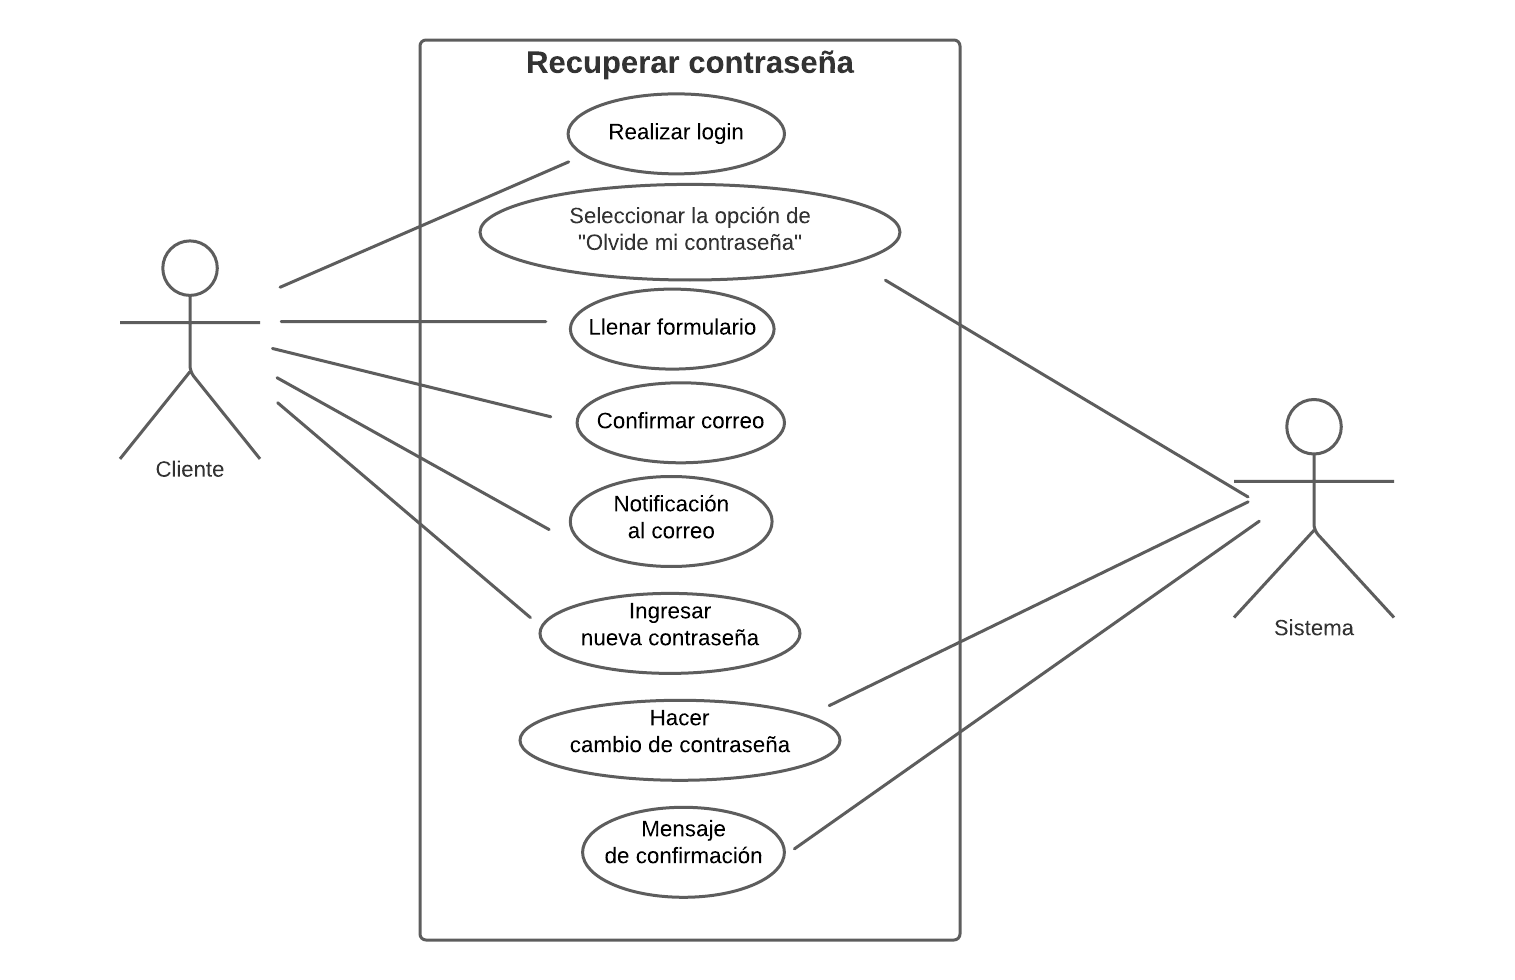 Recuperar contraseña
Realizar login
Seleccionar la opción de
"Olvide mi contraseña"
Llenar formulario
Confirmar correo
Cliente
Notificación
al correo
Ingresar
nueva contraseña
Sistema
Hacer
cambio de contraseña
Mensaje
de confirmación